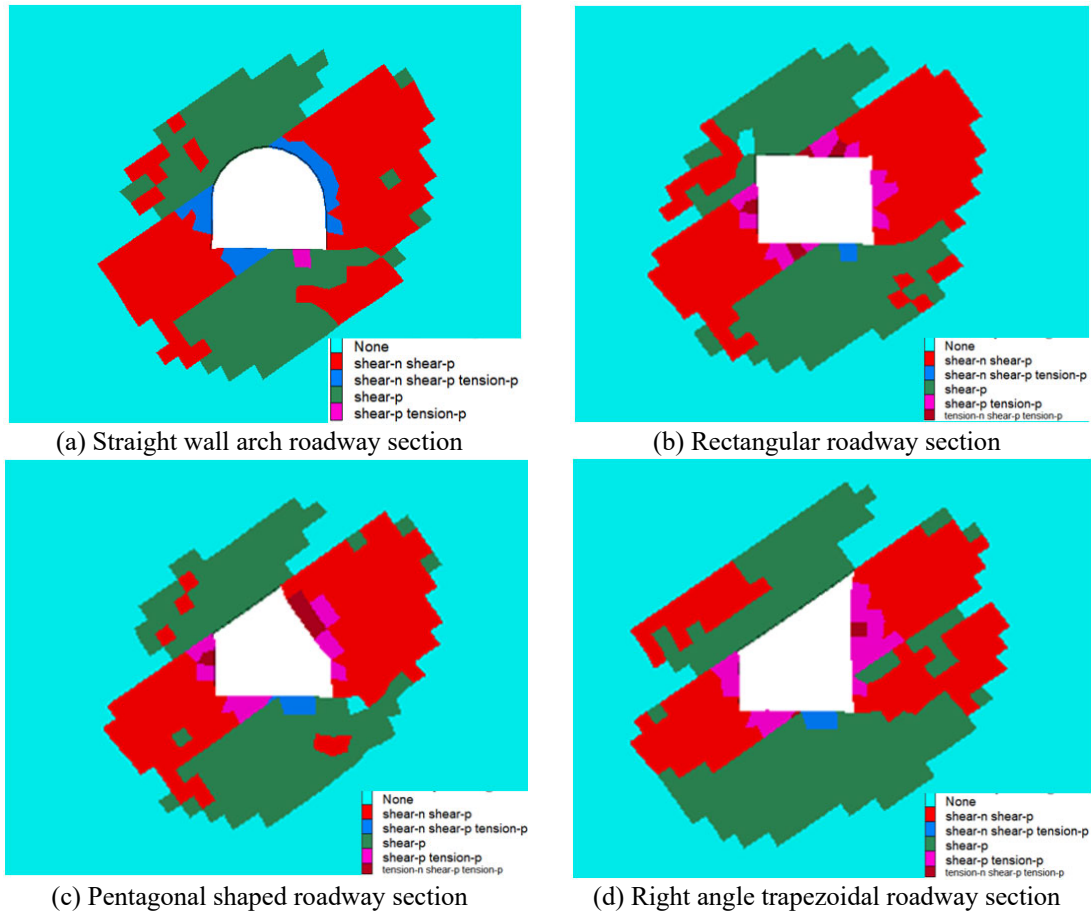 None
shear-n shear-p
shear-n shear-p tension-p
shear-p
shear-p tension-p
(a) Straight wall arch roadway section
None
shear-n shear-p
shear-n shear-p tension-p
shear-p
shear-p tension-p
tension-n shear-p tension-p
(b) Rectangular roadway section
None
shear-n shear-p
shear-n shear-p tension-p
shear-p
shear-p tension-p
tension-n shear-p tension-p
(c) Pentagonal shaped roadway section
None
shear-n shear-p
shear-n shear-p tension-p
shear-p
shear-p tension-p
tension-n shear-p tension-p
(d) Right angle trapezoidal roadway section